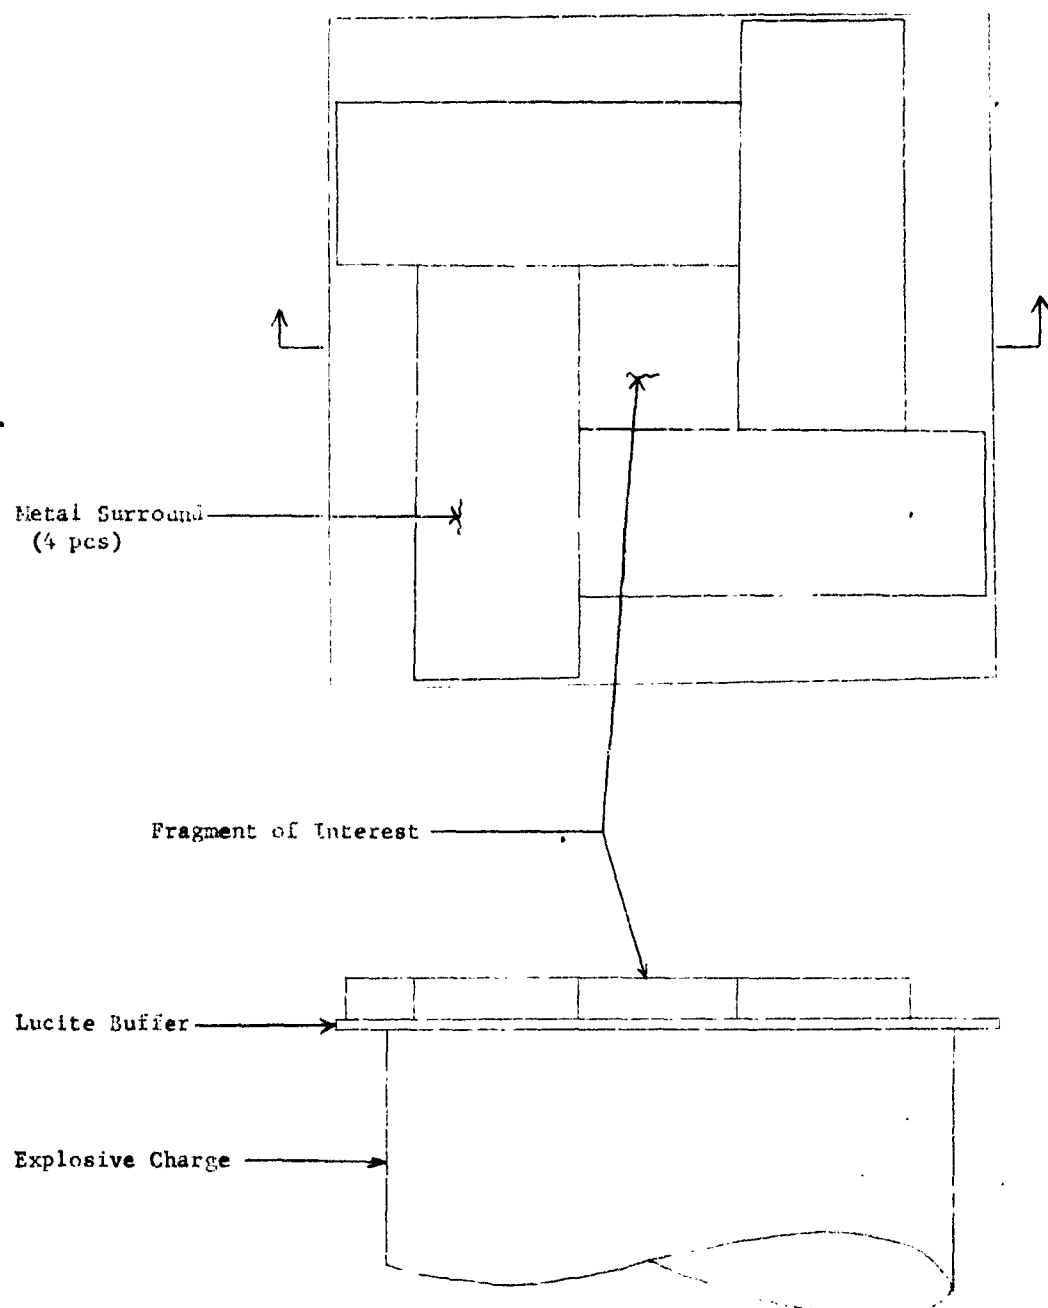 Metal Surround
(4 pcs)
Fragment of Interest
Lucite Buffer
Explosive Charge